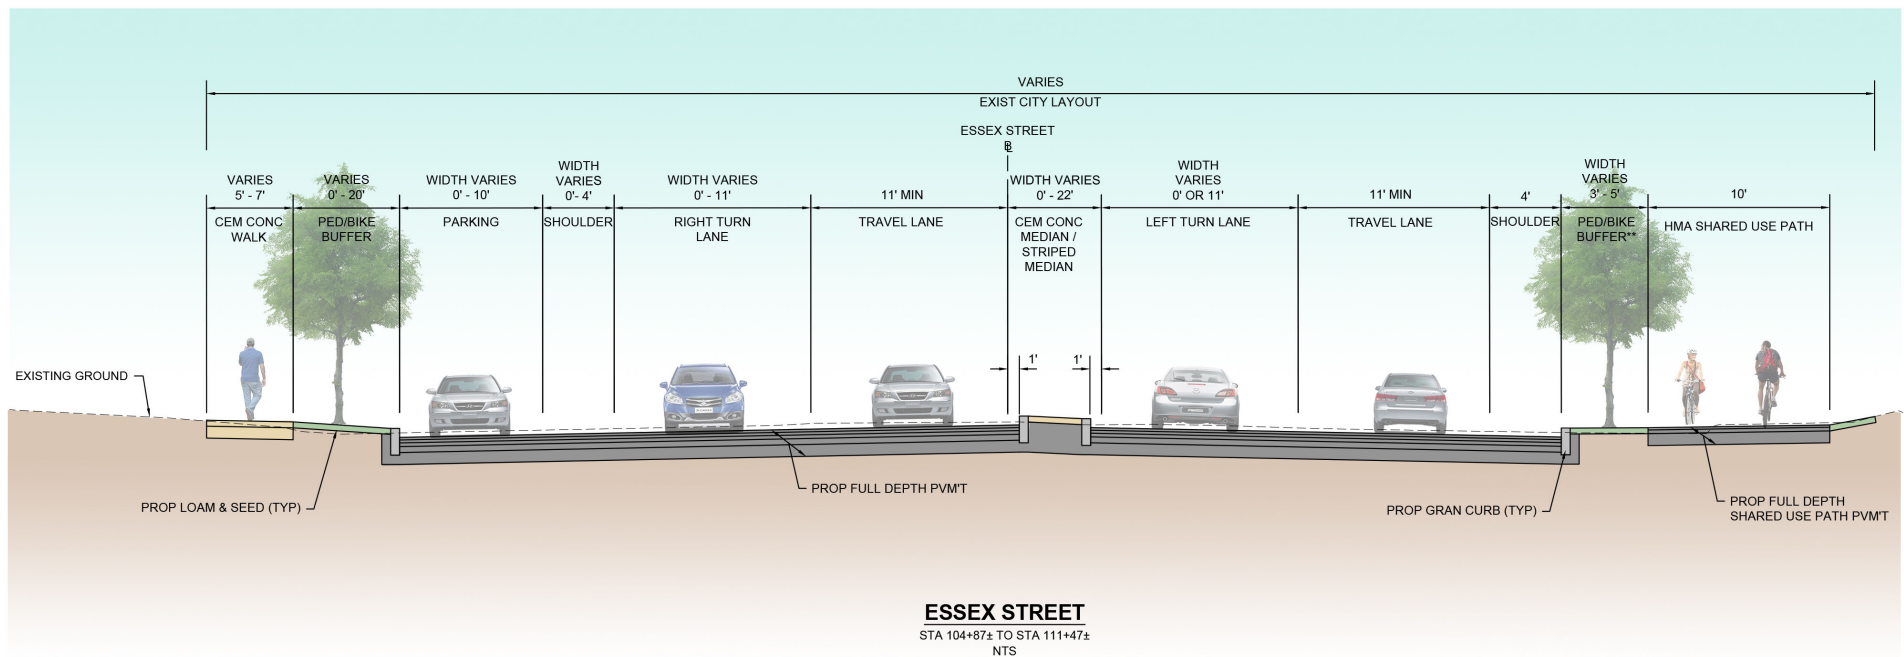 VARIES
EXIST CITY LAYOUT
ESSEX STREET
BL
VARIES
5' - 7'
CEM CONC
WALK
VARIES
0' - 20'
PED/BIKE
BUFFER
WIDTH VARIES
0' - 10'
PARKING
WIDTH
VARIES
0'- 4'
SHOULDER
WIDTH VARIES
0' - 11'
RIGHT TURN
LANE
11' MIN
TRAVEL LANE
WIDTH VARIES
0' - 22'
CEM CONC
MEDIAN /
STRIPED
MEDIAN
WIDTH
VARIES
0' OR 11'
LEFT TURN LANE
11' MIN
TRAVEL LANE
4'
SHOULDER
WIDTH
VARIES
3' - 5'
PED/BIKE
BUFFER**
10'
HMA SHARED USE PATH
1'
1'
EXISTING GROUND
PROP LOAM & SEED (TYP)
PROP FULL DEPTH PVM'T
PROP GRAN CURB (TYP)
PROP FULL DEPTH
SHARED USE PATH PVM'T
ESSEX STREET
STA 104+87± TO STA 111+47±
NTS